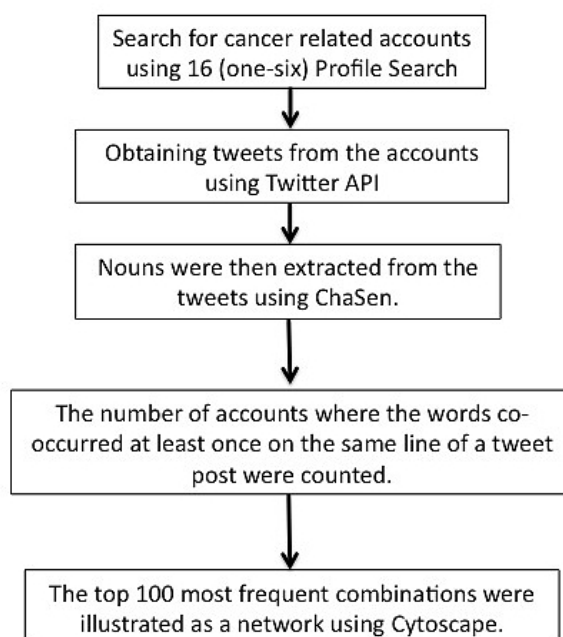 Search for cancer related accounts
using 16 (one-six) Profile Search
Obtaining tweets from the accounts
using Twitter API
Nouns were then extracted from the
tweets using ChaSen.
The number of accounts where the words co-
occurred at least once on the same line of a tweet
post were counted.
The top 100 most frequent combinations were
illustrated as a network using Cytoscape.